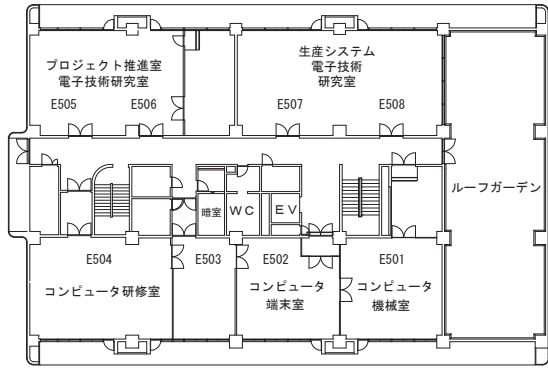 プロジェクト推進室
電子技術研究室
E505
E506
生産システム
電子技術
研究室
E507
E508
ルーフガーデン
暗室
WC
EV
E504
コンピュータ研修室
E503
E502
コンピュータ
端末室
E501
コンピュータ
機械室